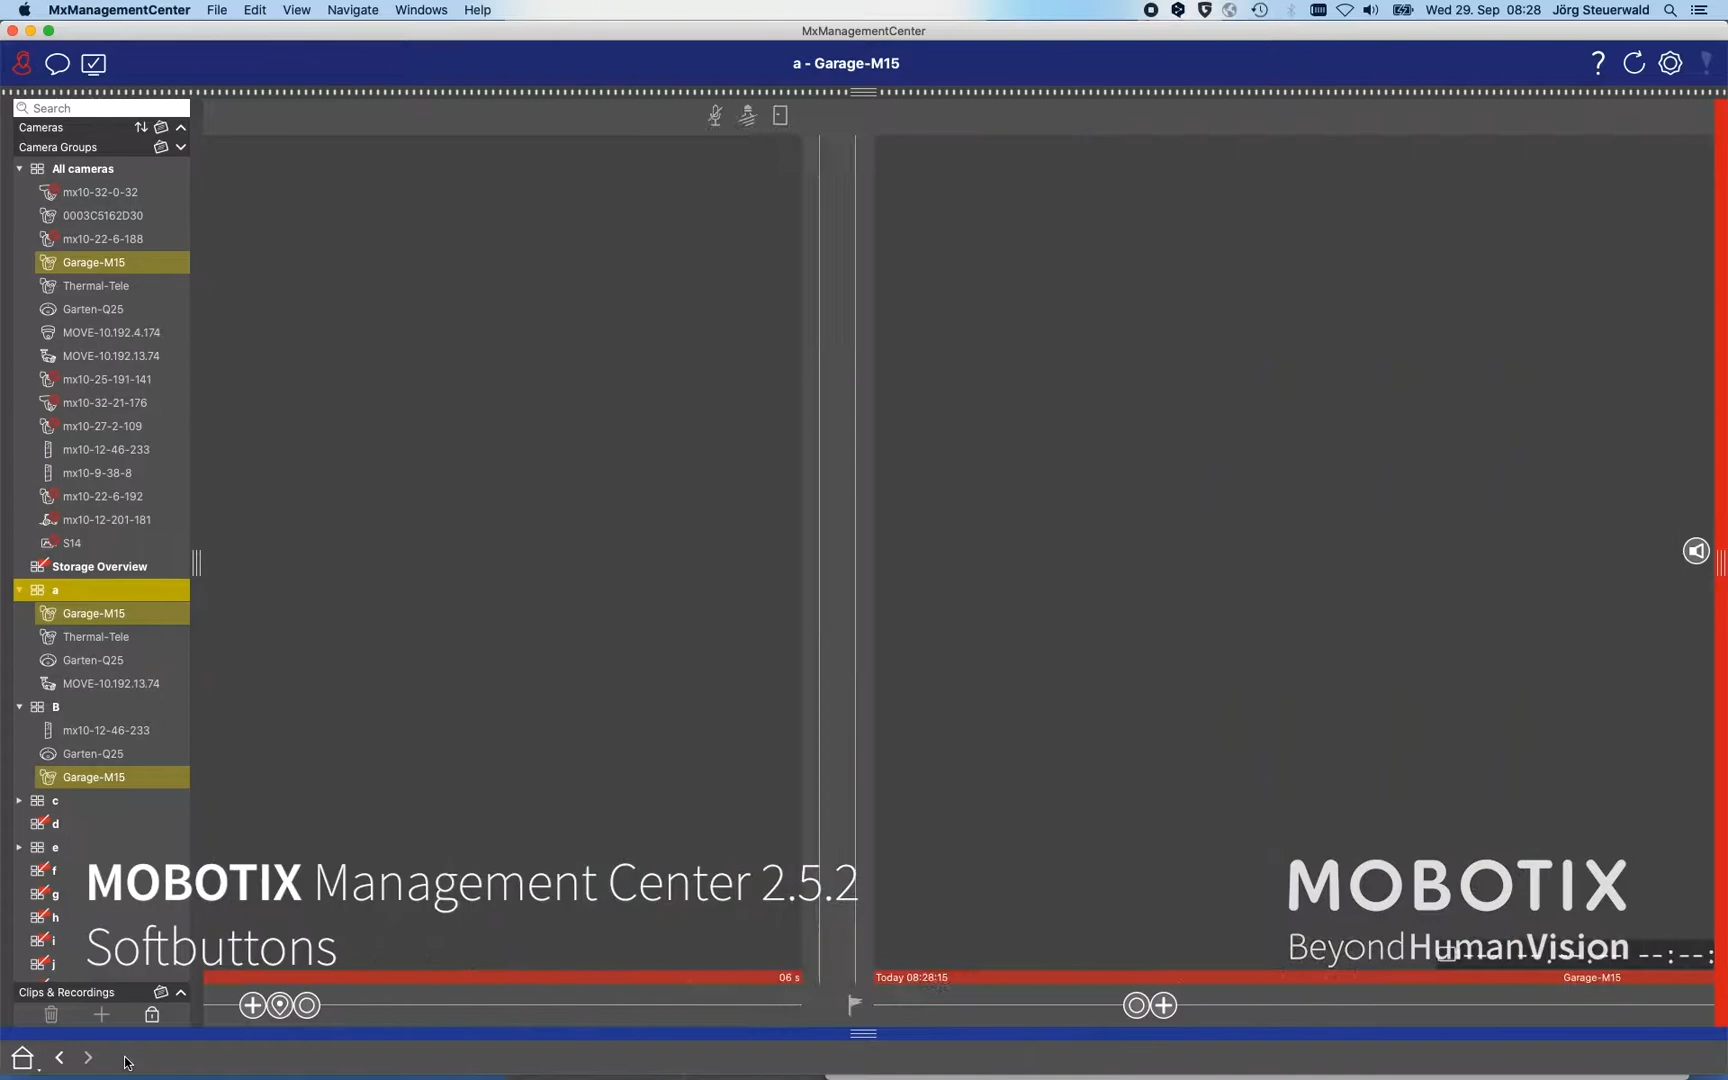 MxManagementCenter File Edit View Navigate Windows Help Wed 29. Sep 08:28 Jörg Steuerwald
MxManagementCenter
a - Garage-M15
Search
Cameras
Camera Groups
All cameras
mx10-32-0-32
0003C5162D30
mx10-22-6-188
Garage-M15
Thermal-Tele
Garten-Q25
MOVE-10.192.4.174
MOVE-10.192.13.74
mx10-25-191-141
mx10-32-21-176
mx10-27-2-109
mx10-12-46-233
mx10-9-38-8
mx10-22-6-192
mx10-12-201-181
S14
Storage Overview
a
Garage-M15
Thermal-Tele
Garten-Q25
MOVE-10.192.13.74
B
mx10-12-46-233
Garten-Q25
Garage-M15
c
d
e
f
g
h
i
j
MOBOTIX Management Center 2.5.2
Softbuttons
MOBOTIX
BeyondHumanVision
--:--:
06 s
Today 08:28:15
Garage-M15
Clips & Recordings